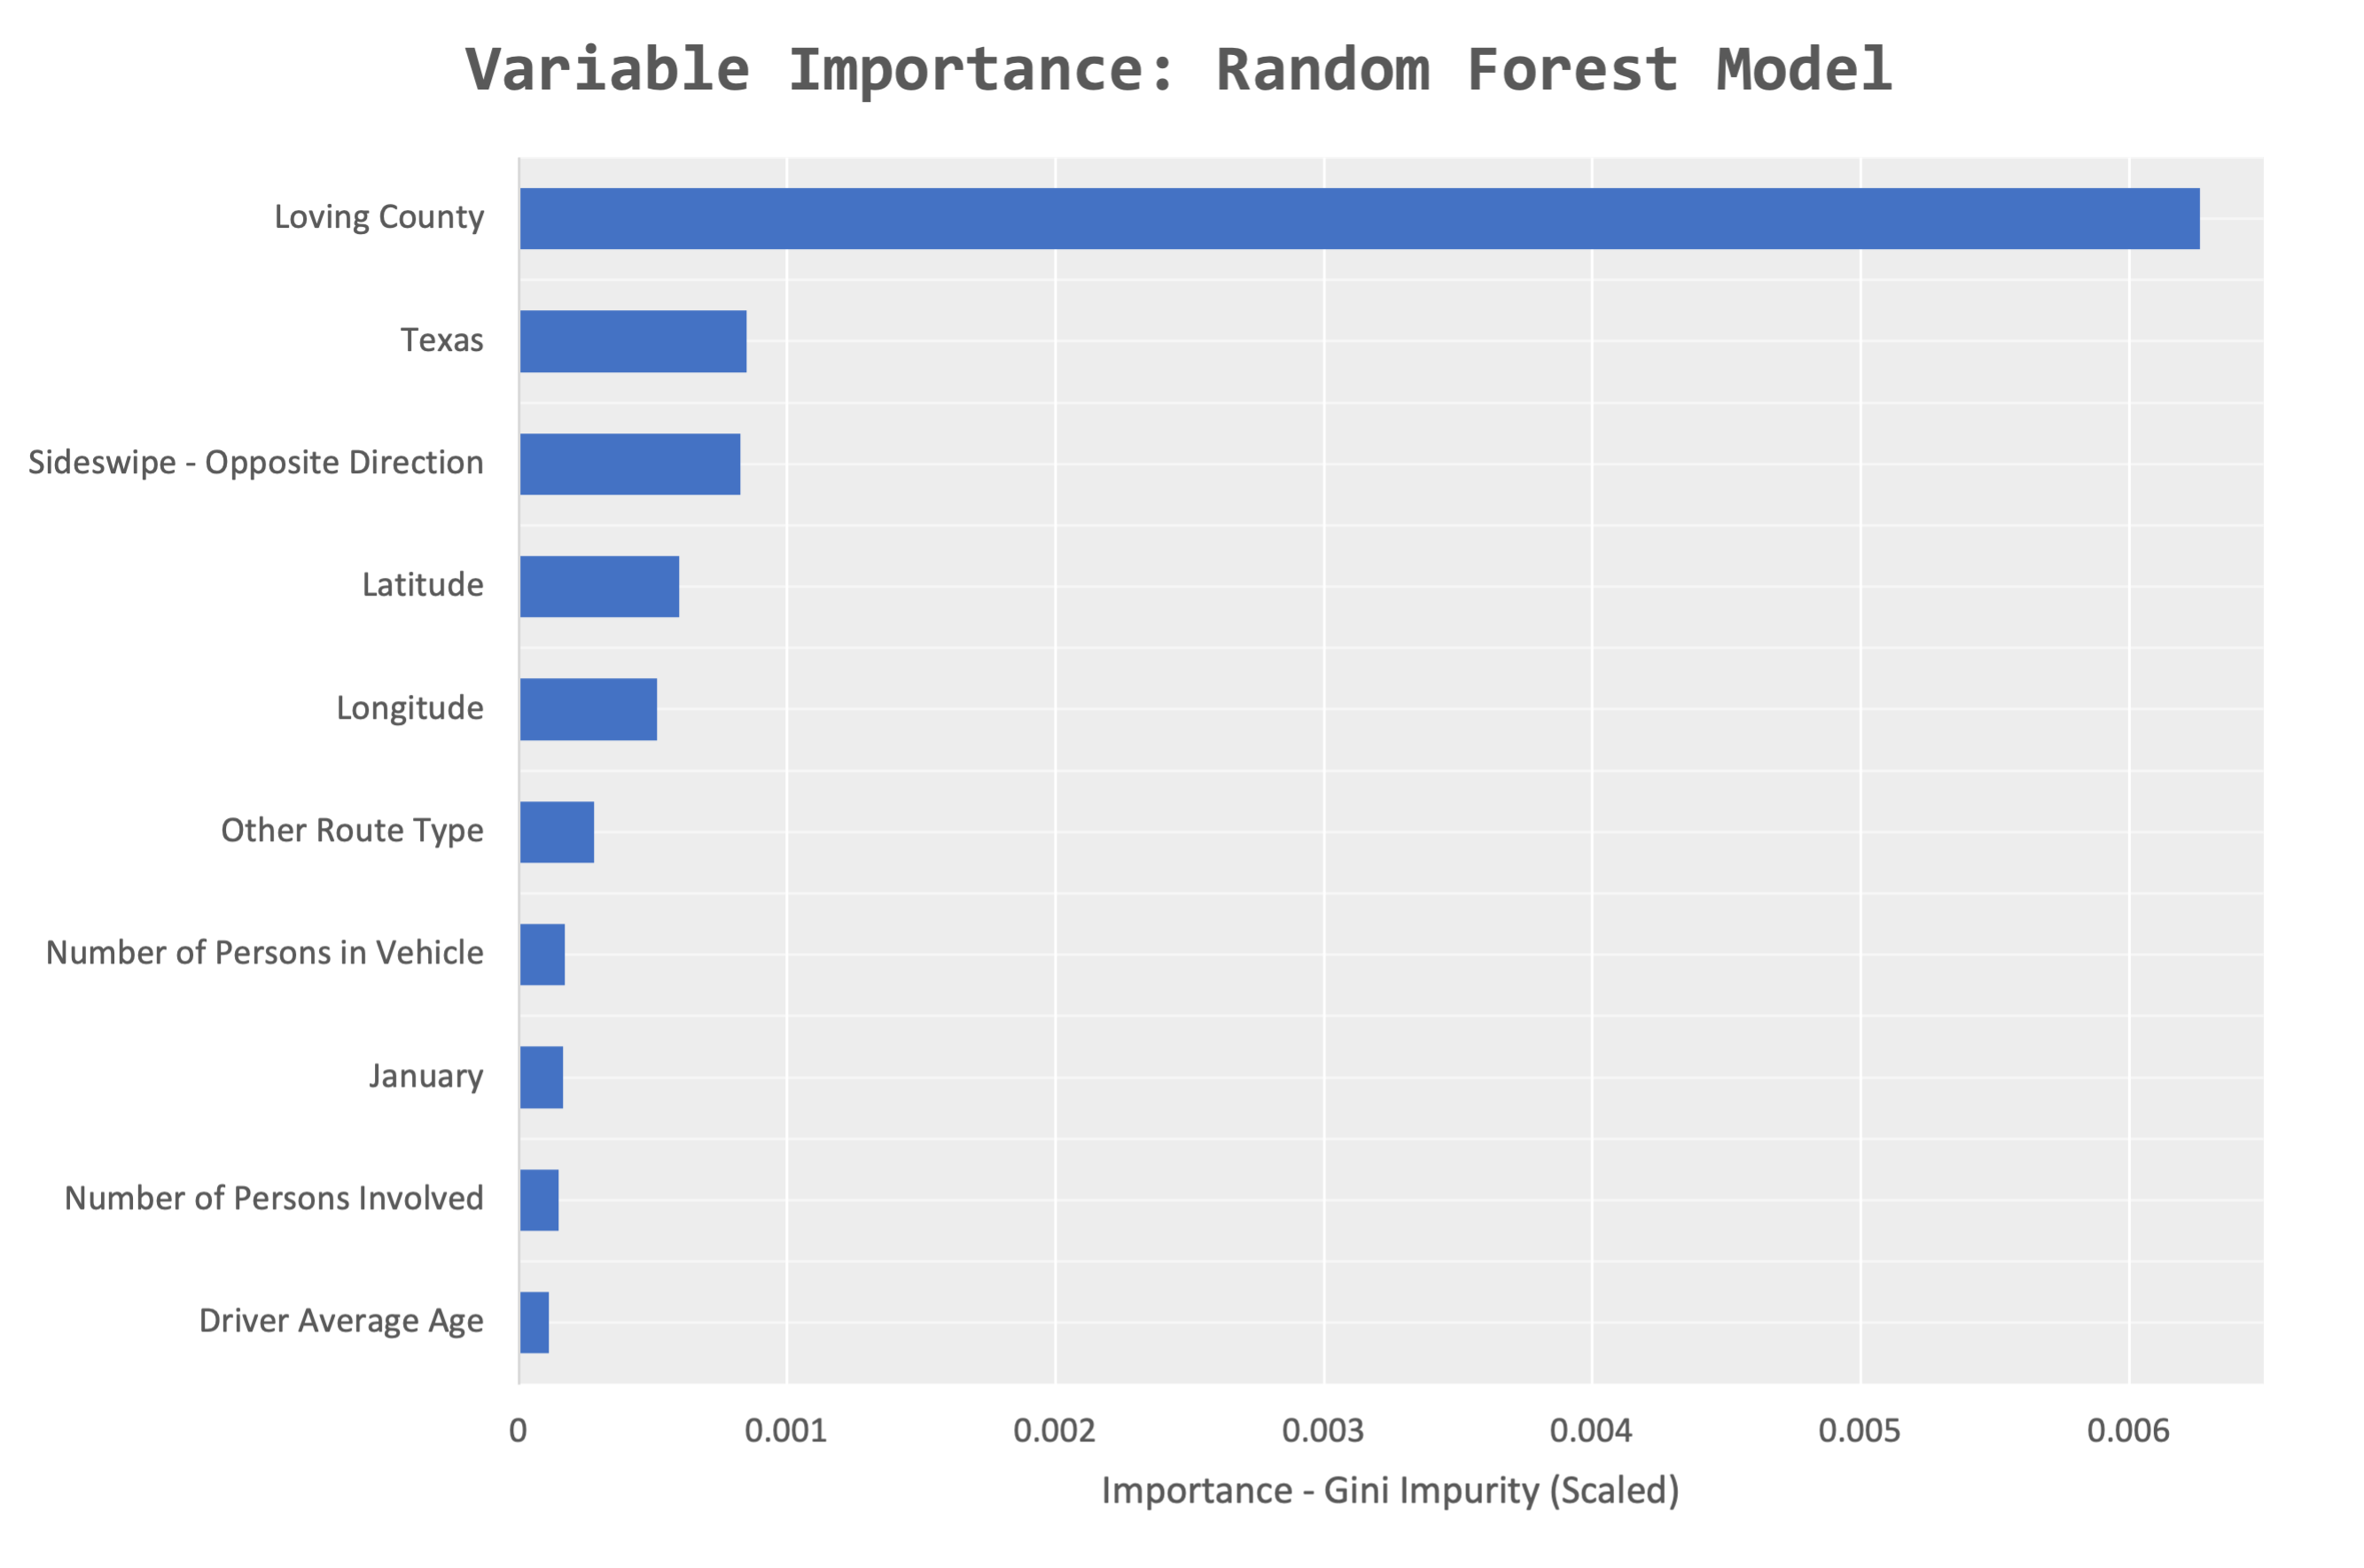 Variable Importance: Random Forest Model
Loving County
Texas
Sideswipe - Opposite Direction
Latitude
Longitude
Other Route Type
Number of Persons in Vehicle
January
Number of Persons Involved
Driver Average Age
0 0.001 0.002 0.003 0.004 0.005 0.006
Importance - Gini Impurity (Scaled)